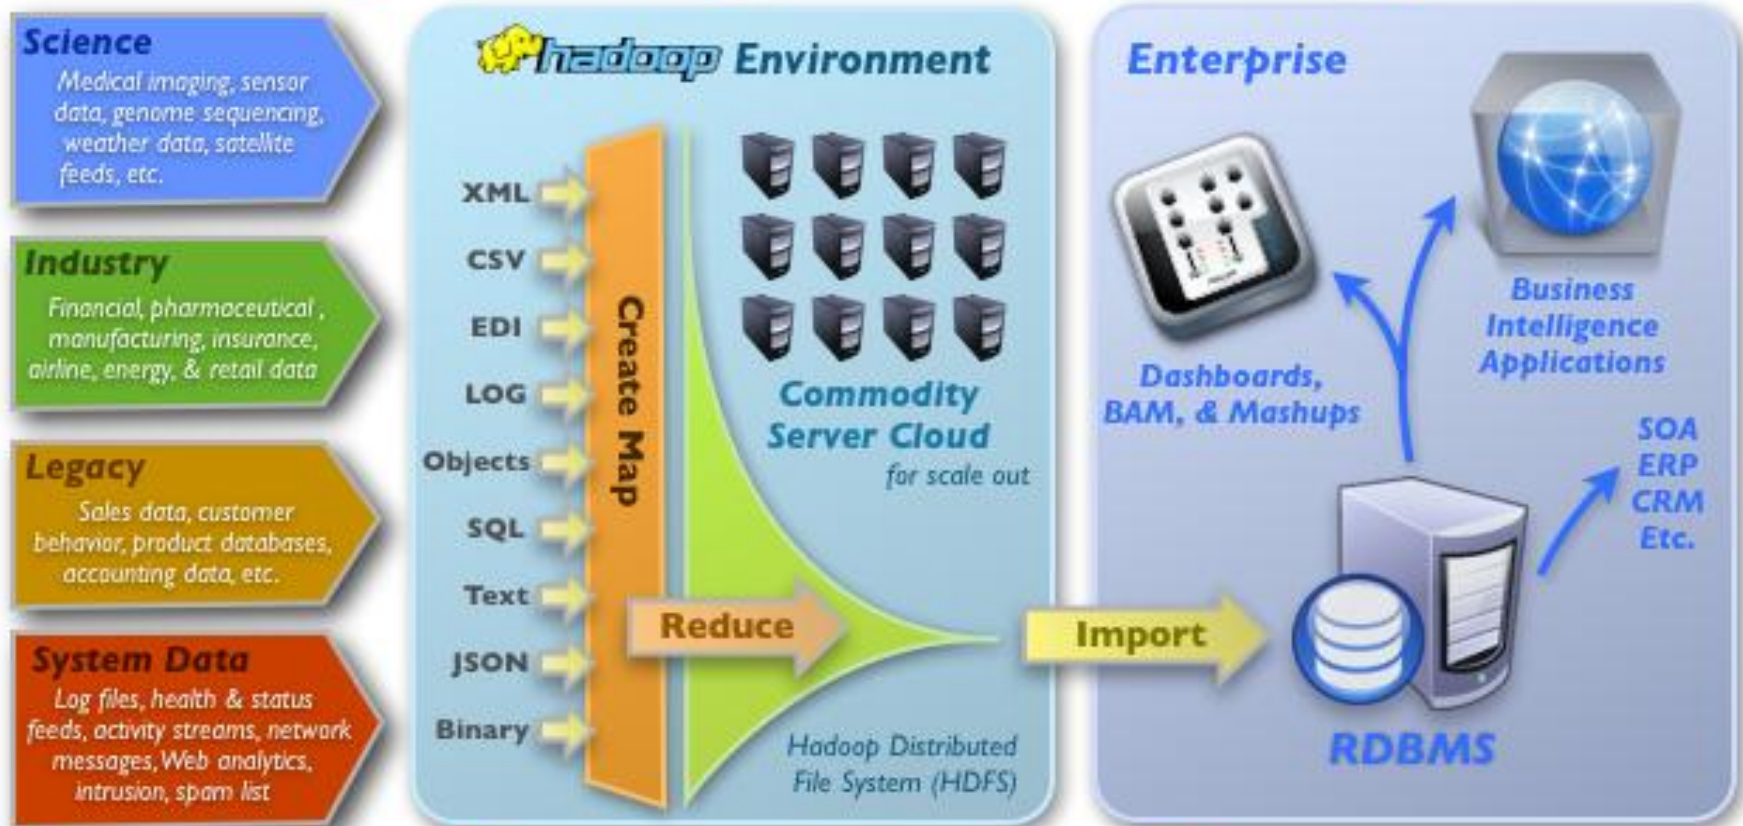 Science
Medical imaging, sensor
data, genome sequencing,
weather data, satellite
feeds, etc.
Industry
Financial, pharmaceutical ,
manufacturing, insurance,
airline, energy, & retail data
Legacy
Sales data, customer
behavior, product databases,
accounting data, etc.
System Data
Log files, health & status
feeds, activity streams, network
messages, Web analytics,
intrusion, spam list
hadoop Environment
XML
CSV
EDI
LOG
Objects
SQL
Text
JSON
Binary
Create Map
Reduce
Commodity
Server Cloud
for scale out
Hadoop Distributed
File System (HDFS)
Import
Enterprise
Dashboards,
BAM, & Mashups
Business
Intelligence
Applications
SOA
ERP
CRM
Etc.
RDBMS